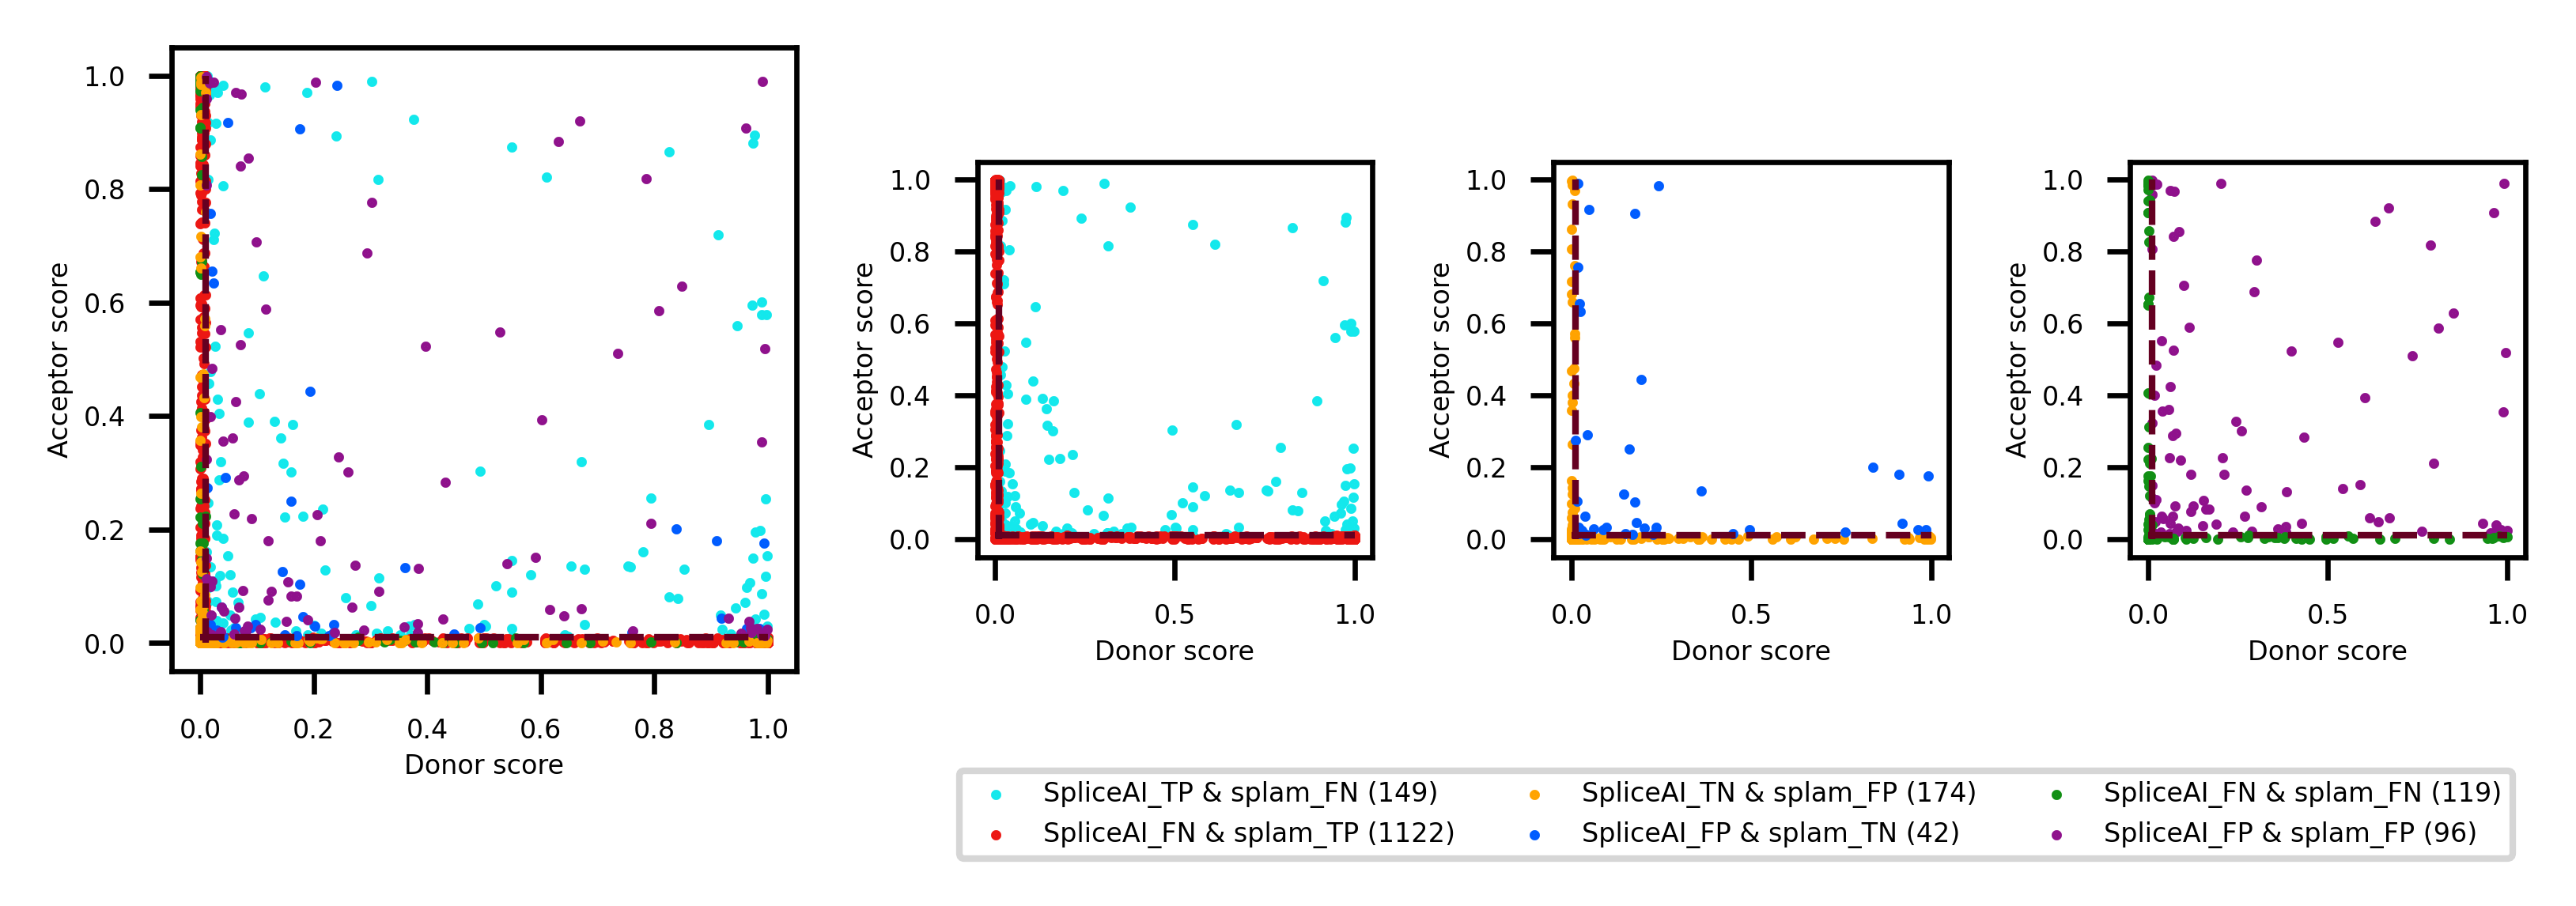 1.0
0.8
0.6
0.4
0.2
0.0
Acceptor score
0.0 0.2 0.4 0.6 0.8 1.0
Donor score
1.0
0.8
0.6
0.4
0.2
0.0
Acceptor score
0.0 0.5 1.0
Donor score
1.0
0.8
0.6
0.4
0.2
0.0
Acceptor score
0.0 0.5 1.0
Donor score
1.0
0.8
0.6
0.4
0.2
0.0
Acceptor score
0.0 0.5 1.0
Donor score
SpliceAI_TP & splam_FN (149)
SpliceAI_FN & splam_TP (1122)
SpliceAI_TN & splam_FP (174)
SpliceAI_FP & splam_TN (42)
SpliceAI_FN & splam_FN (119)
SpliceAI_FP & splam_FP (96)